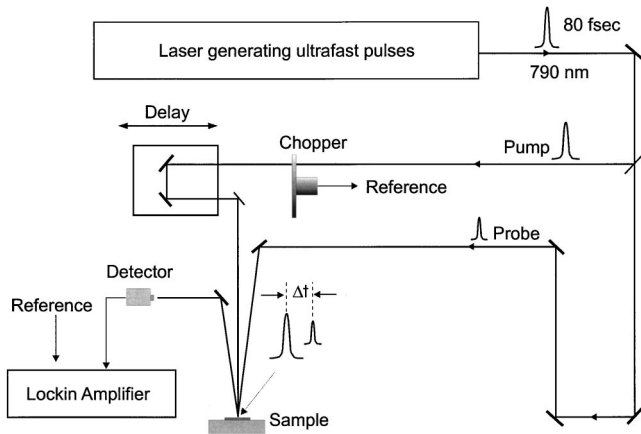 Laser generating ultrafast pulses
80 fsec
790 nm
Delay
Chopper
Pump
Reference
Probe
Detector
Δt
Reference
Lockin Amplifier
Sample